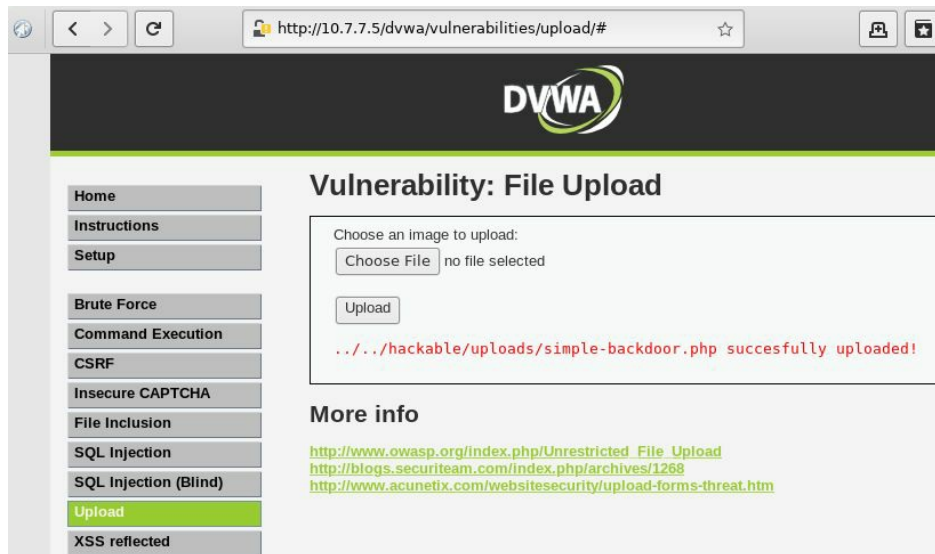 http://10.7.7.5/dvwa/vulnerabilities/upload/#
DVWA
Home
Instructions
Setup
Brute Force
Command Execution
CSRF
Insecure CAPTCHA
File Inclusion
SQL Injection
SQL Injection (Blind)
Upload
XSS reflected
Vulnerability: File Upload
Choose an image to upload:
Choose File no file selected
Upload
../../hackable/uploads/simple-backdoor.php succesfully uploaded!
More info
http://www.owasp.org/index.php/Unrestricted_File_Upload
http://blogs.securiteam.com/index.php/archives/1268
http://www.acunetix.com/websitesecurity/upload-forms-threat.htm